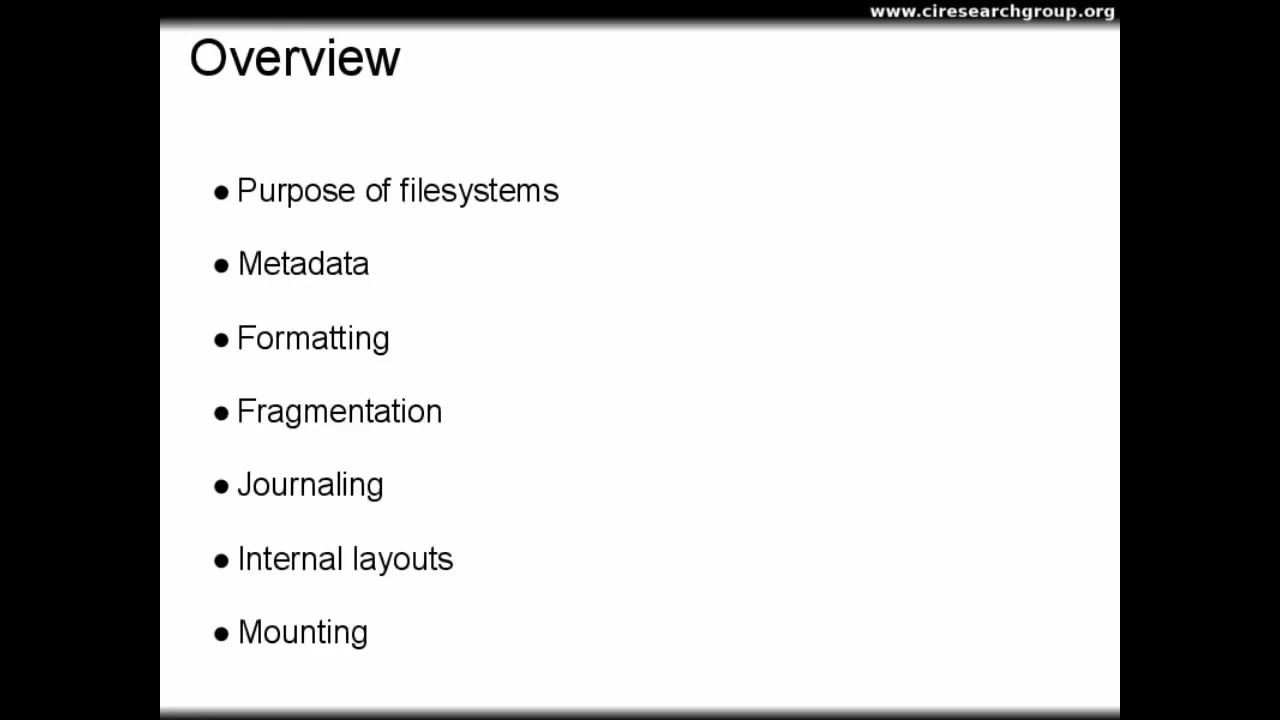 www.ciresearchgroup.org
Overview
● Purpose of filesystems
● Metadata
● Formatting
● Fragmentation
● Journaling
● Internal layouts
● Mounting